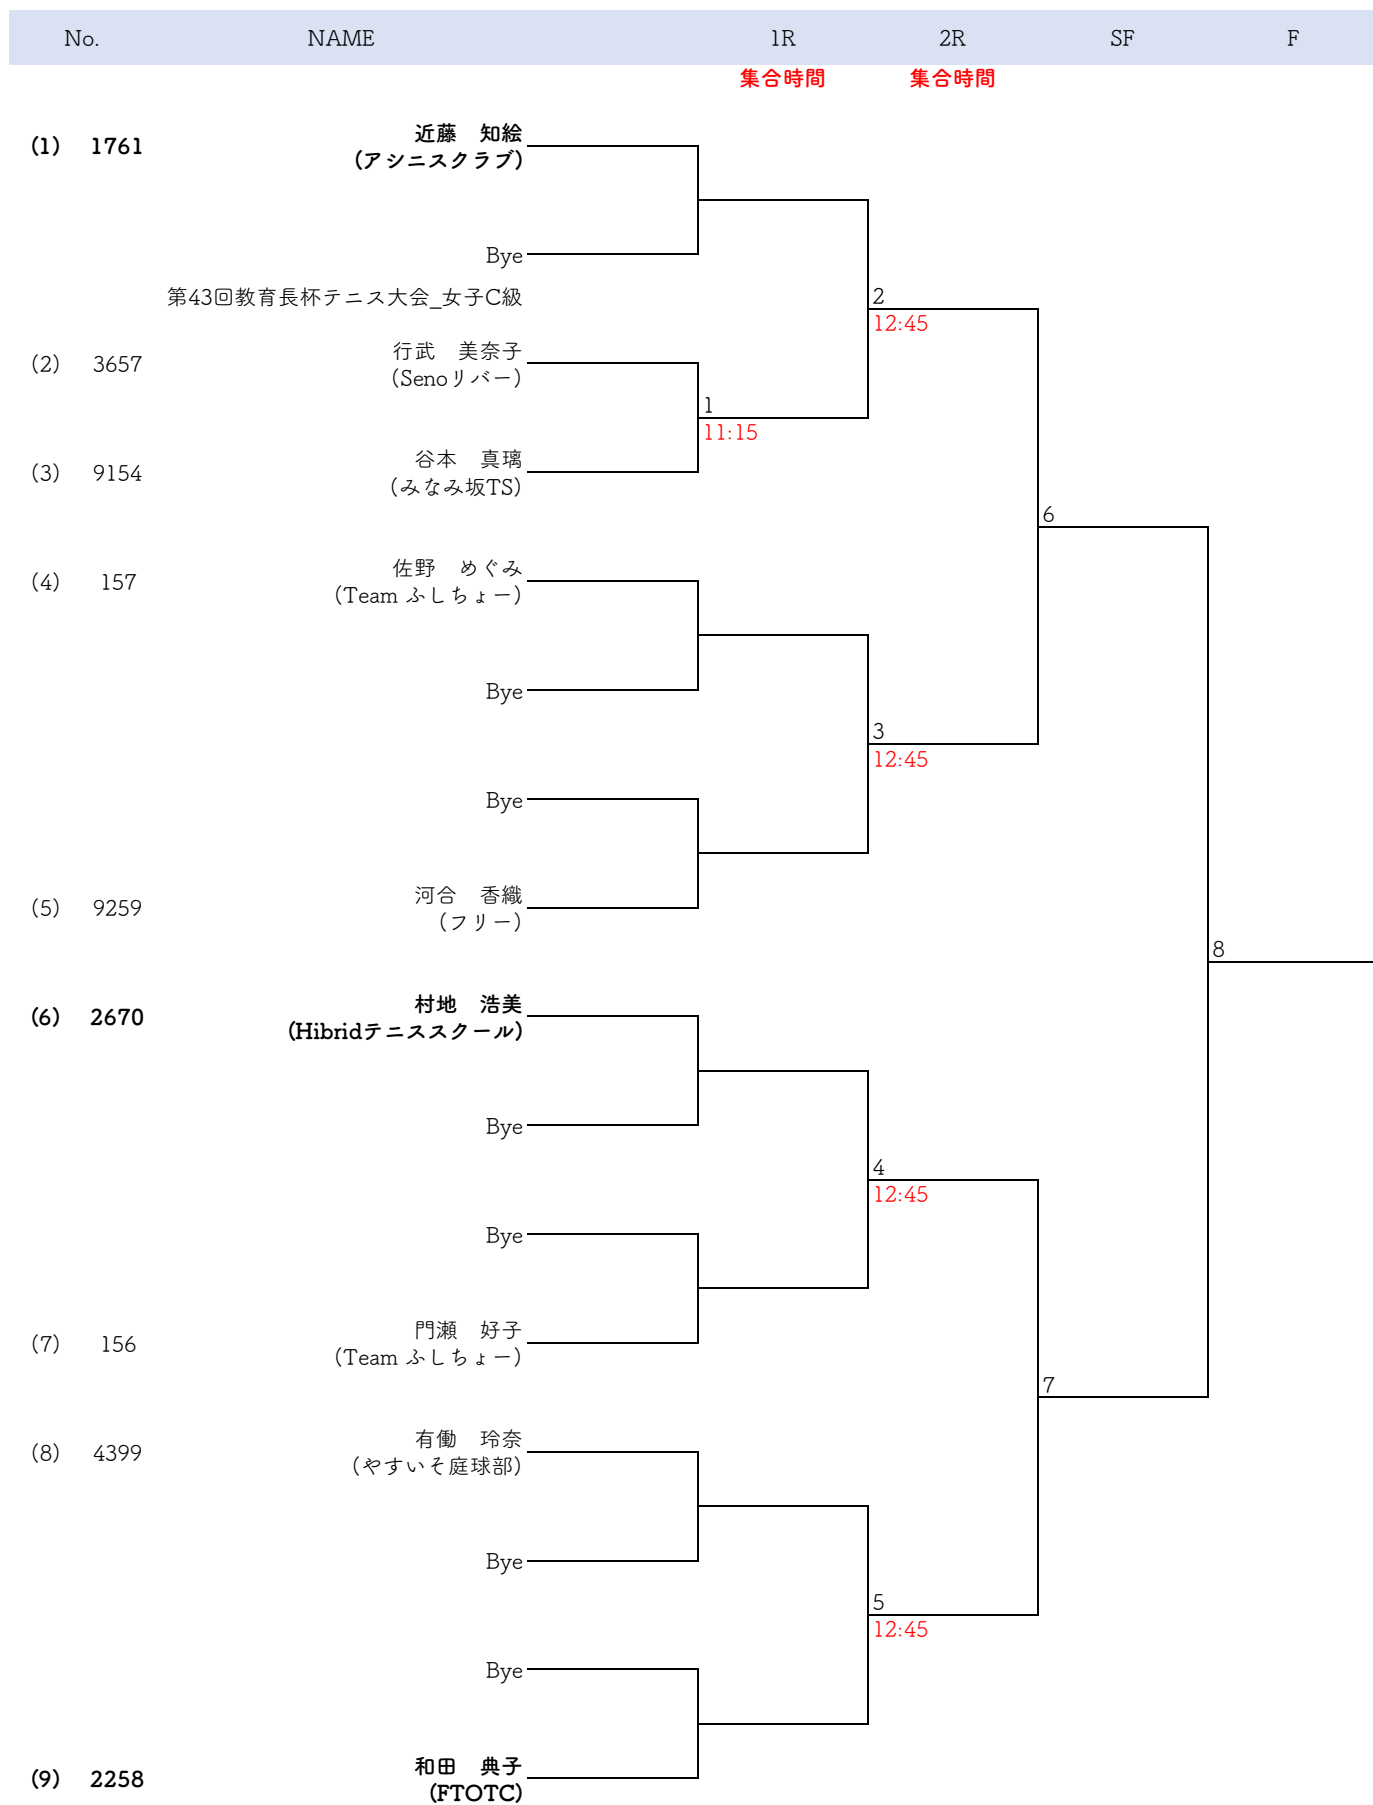 No. NAME 1R 2R SF F
集合時間 集合時間
(1) 1761 近藤　知絵
(アシニスクラブ)
Bye
第43回教育長杯テニス大会_女子C級
2
12:45
(2) 3657 行武　美奈子
(Senoリバー)
1
11:15
(3) 9154 谷本　真璃
(みなみ坂TS)
6
(4) 157 佐野　めぐみ
(Team ふしちょー)
Bye
3
12:45
Bye
(5) 9259 河合　香織
(フリー)
8
(6) 2670 村地　浩美
(Hibridテニススクール)
Bye
4
12:45
Bye
(7) 156 門瀬　好子
(Team ふしちょー)
7
(8) 4399 有働　玲奈
(やすいそ庭球部)
Bye
5
12:45
Bye
(9) 2258 和田　典子
(FTOTC)